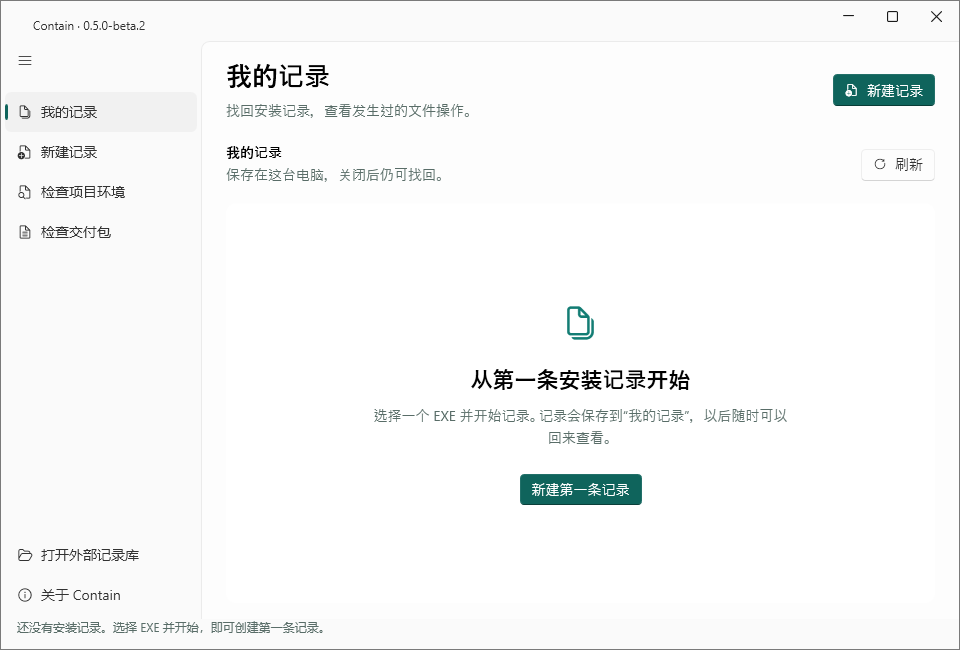 Contain · 0.5.0-beta.2
我的记录
新建记录
检查项目环境
检查交付包
打开外部记录库
关于 Contain
我的记录
找回安装记录，查看发生过的文件操作。
新建记录
我的记录
保存在这台电脑，关闭后仍可找回。
刷新
从第一条安装记录开始
选择一个 EXE 并开始记录。记录会保存到“我的记录”，以后随时可以
回来查看。
新建第一条记录
还没有安装记录。选择 EXE 并开始，即可创建第一条记录。